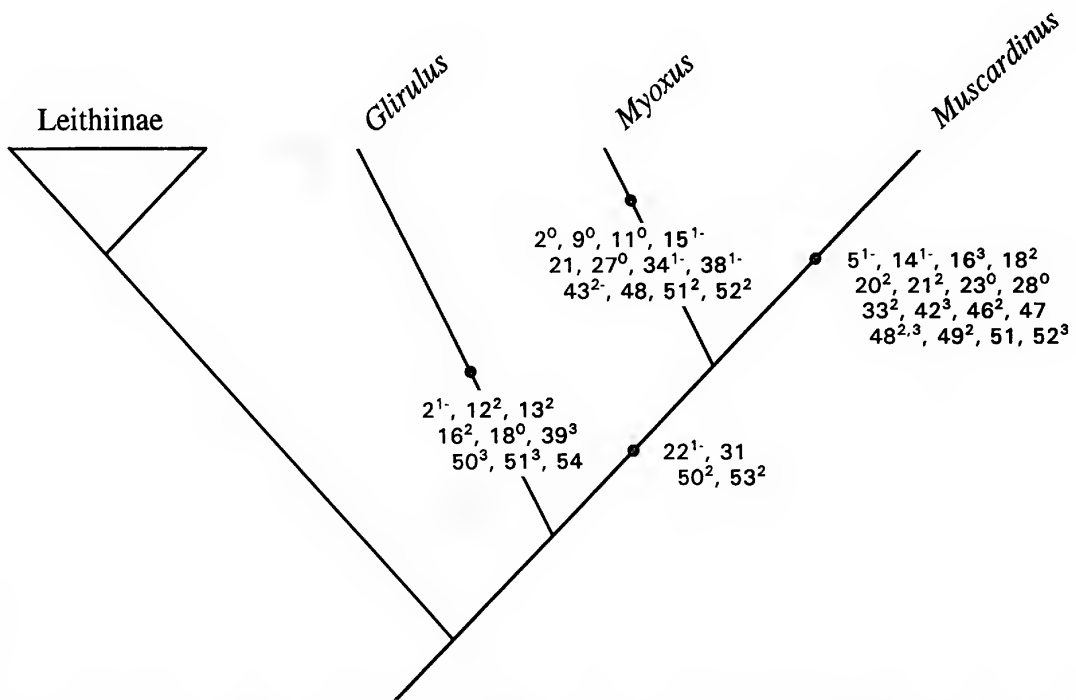 Leithiinae
Glirulus
Myoxus
Muscardinus
2⁰, 9⁰, 11⁰, 15¹⁻
21, 27⁰, 34¹⁻, 38¹⁻
43²⁻, 48, 51², 52²
5¹⁻, 14¹⁻, 16³, 18²
20², 21², 23⁰, 28⁰
33², 42³, 46², 47
48²,³, 49², 51, 52³
2¹⁻, 12², 13²
16², 18⁰, 39³
50³, 51³, 54
22¹⁻, 31
50², 53²